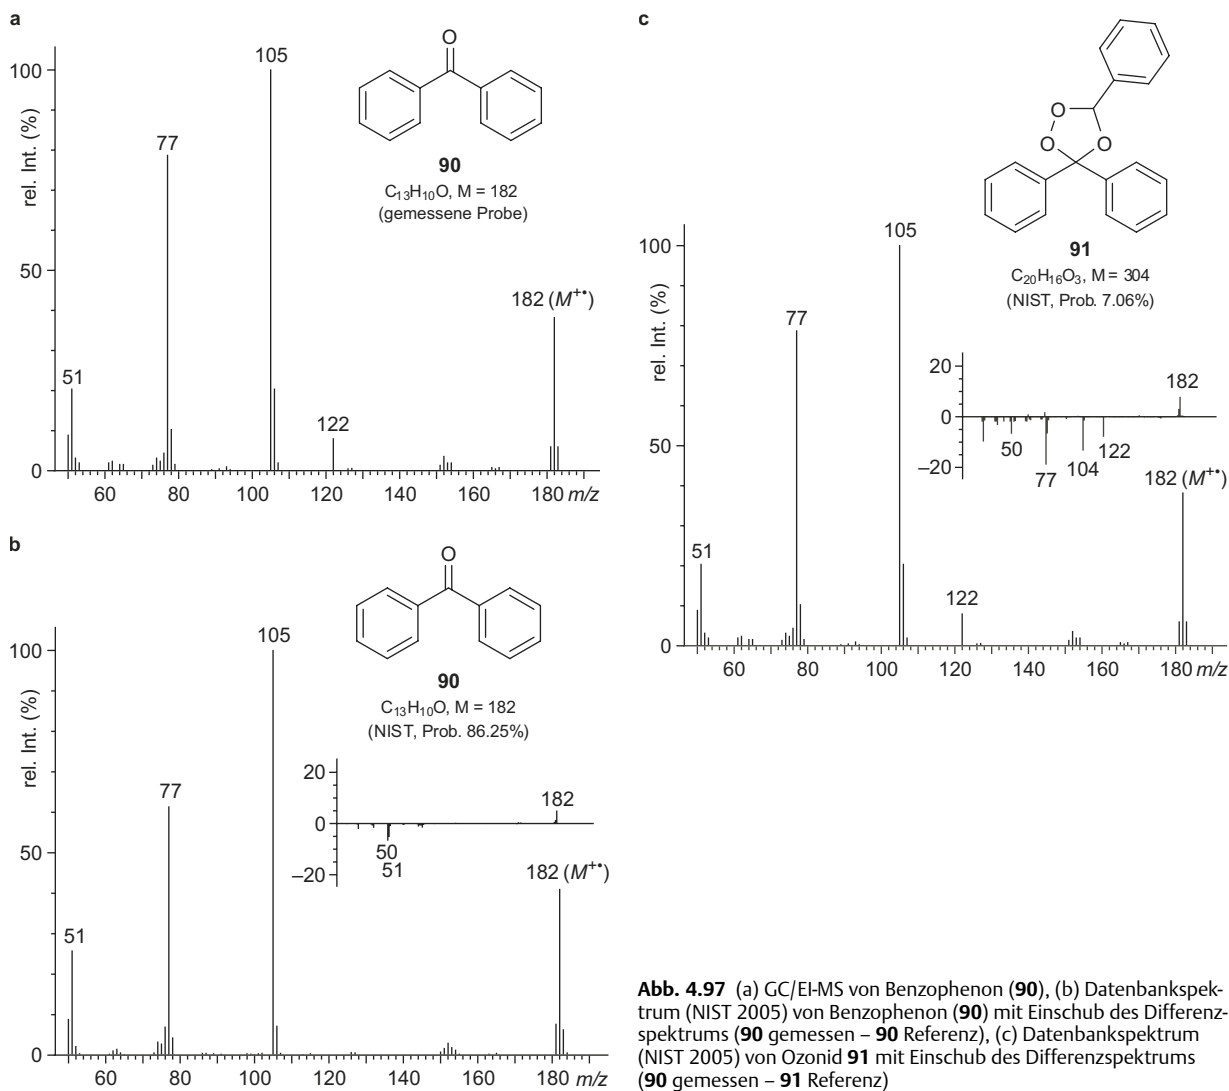 a
rel. Int. (%)
100
50
0
51
77
105
122
182 (M+•)
60 80 100 120 140 160 180 m/z
O
90
C13H10O, M = 182
(gemessene Probe)
b
rel. Int. (%)
100
50
0
51
77
105
182 (M+•)
60 80 100 120 140 160 180 m/z
O
90
C13H10O, M = 182
(NIST, Prob. 86.25%)
20
0
–20
50
51
182
c
rel. Int. (%)
100
50
0
51
77
105
122
182 (M+•)
60 80 100 120 140 160 180 m/z
O
O
O
91
C20H16O3, M = 304
(NIST, Prob. 7.06%)
20
0
–20
50
77
104
122
182
Abb. 4.97 (a) GC/EI-MS von Benzophenon (90), (b) Datenbankspek-
trum (NIST 2005) von Benzophenon (90) mit Einschub des Differenz-
spektrums (90 gemessen – 90 Referenz), (c) Datenbankspektrum
(NIST 2005) von Ozonid 91 mit Einschub des Differenzspektrums
(90 gemessen – 91 Referenz)